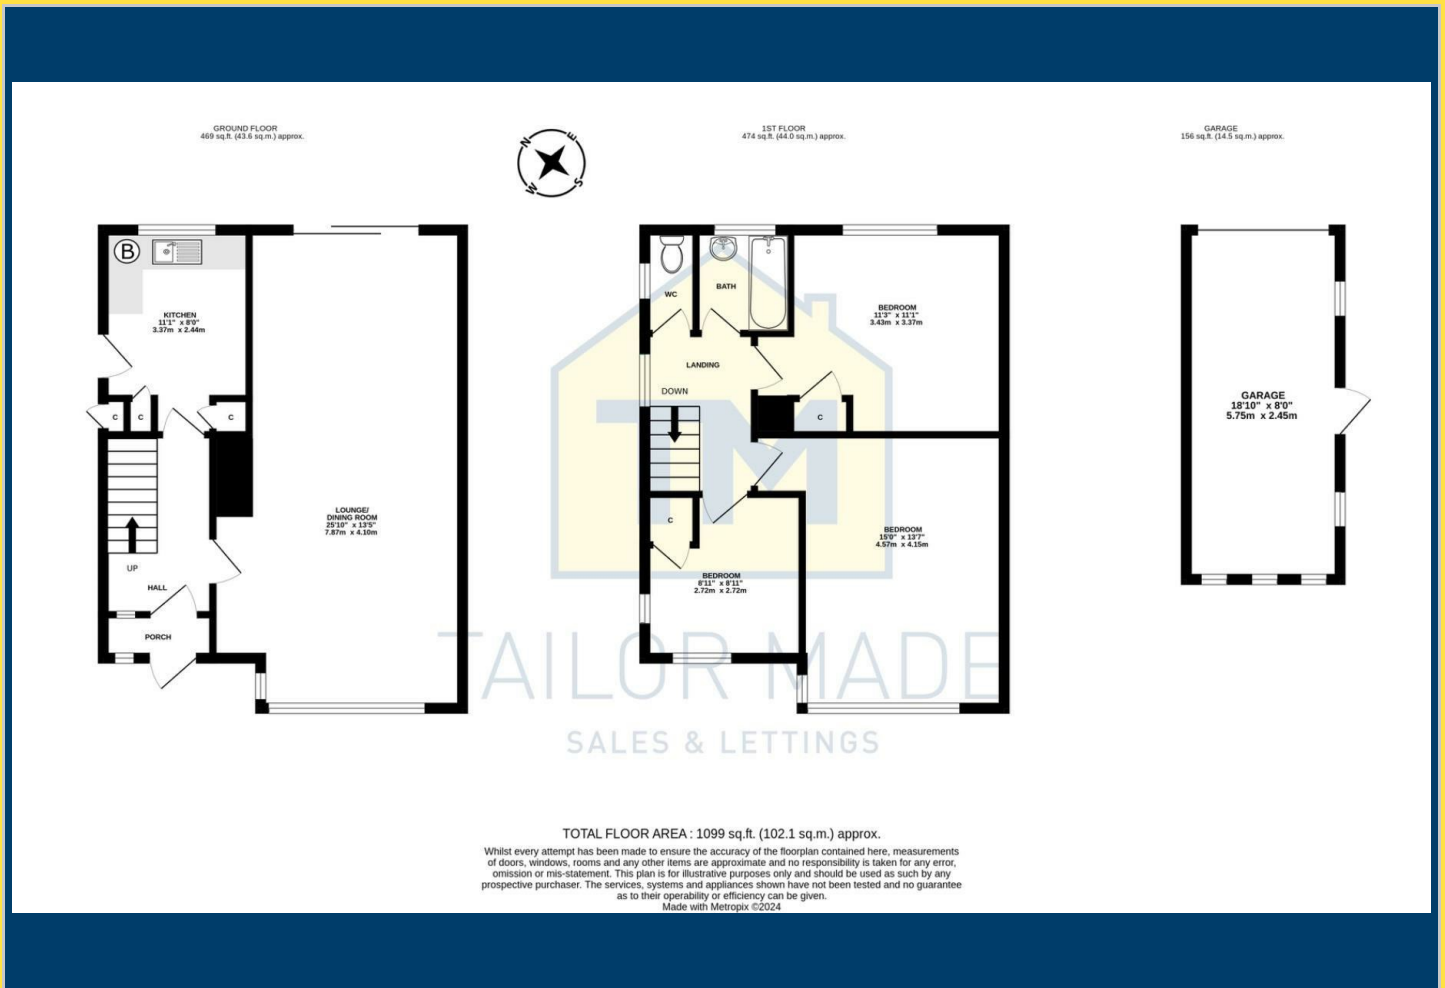 GROUND FLOOR
469 sq.ft. (43.6 sq.m.) approx.
N
E
S
W
1ST FLOOR
474 sq.ft. (44.0 sq.m.) approx.
GARAGE
156 sq.ft. (14.5 sq.m.) approx.
B
KITCHEN
11'1" x 8'0"
3.37m x 2.44m
C
C
C
LOUNGE/
DINING ROOM
25'10" x 13'5"
7.87m x 4.10m
UP
HALL
PORCH
WC
BATH
BEDROOM
11'3" x 11'1"
3.43m x 3.37m
LANDING
DOWN
C
C
BEDROOM
15'0" x 13'7"
4.57m x 4.15m
BEDROOM
8'11" x 8'11"
2.72m x 2.72m
GARAGE
18'10" x 8'0"
5.75m x 2.45m
TM
TAILOR MADE
SALES & LETTINGS
TOTAL FLOOR AREA : 1099 sq.ft. (102.1 sq.m.) approx.
Whilst every attempt has been made to ensure the accuracy of the floorplan contained here, measurements
of doors, windows, rooms and any other items are approximate and no responsibility is taken for any error,
omission or mis-statement. This plan is for illustrative purposes only and should be used as such by any
prospective purchaser. The services, systems and appliances shown have not been tested and no guarantee
as to their operability or efficiency can be given.
Made with Metropix ©2024